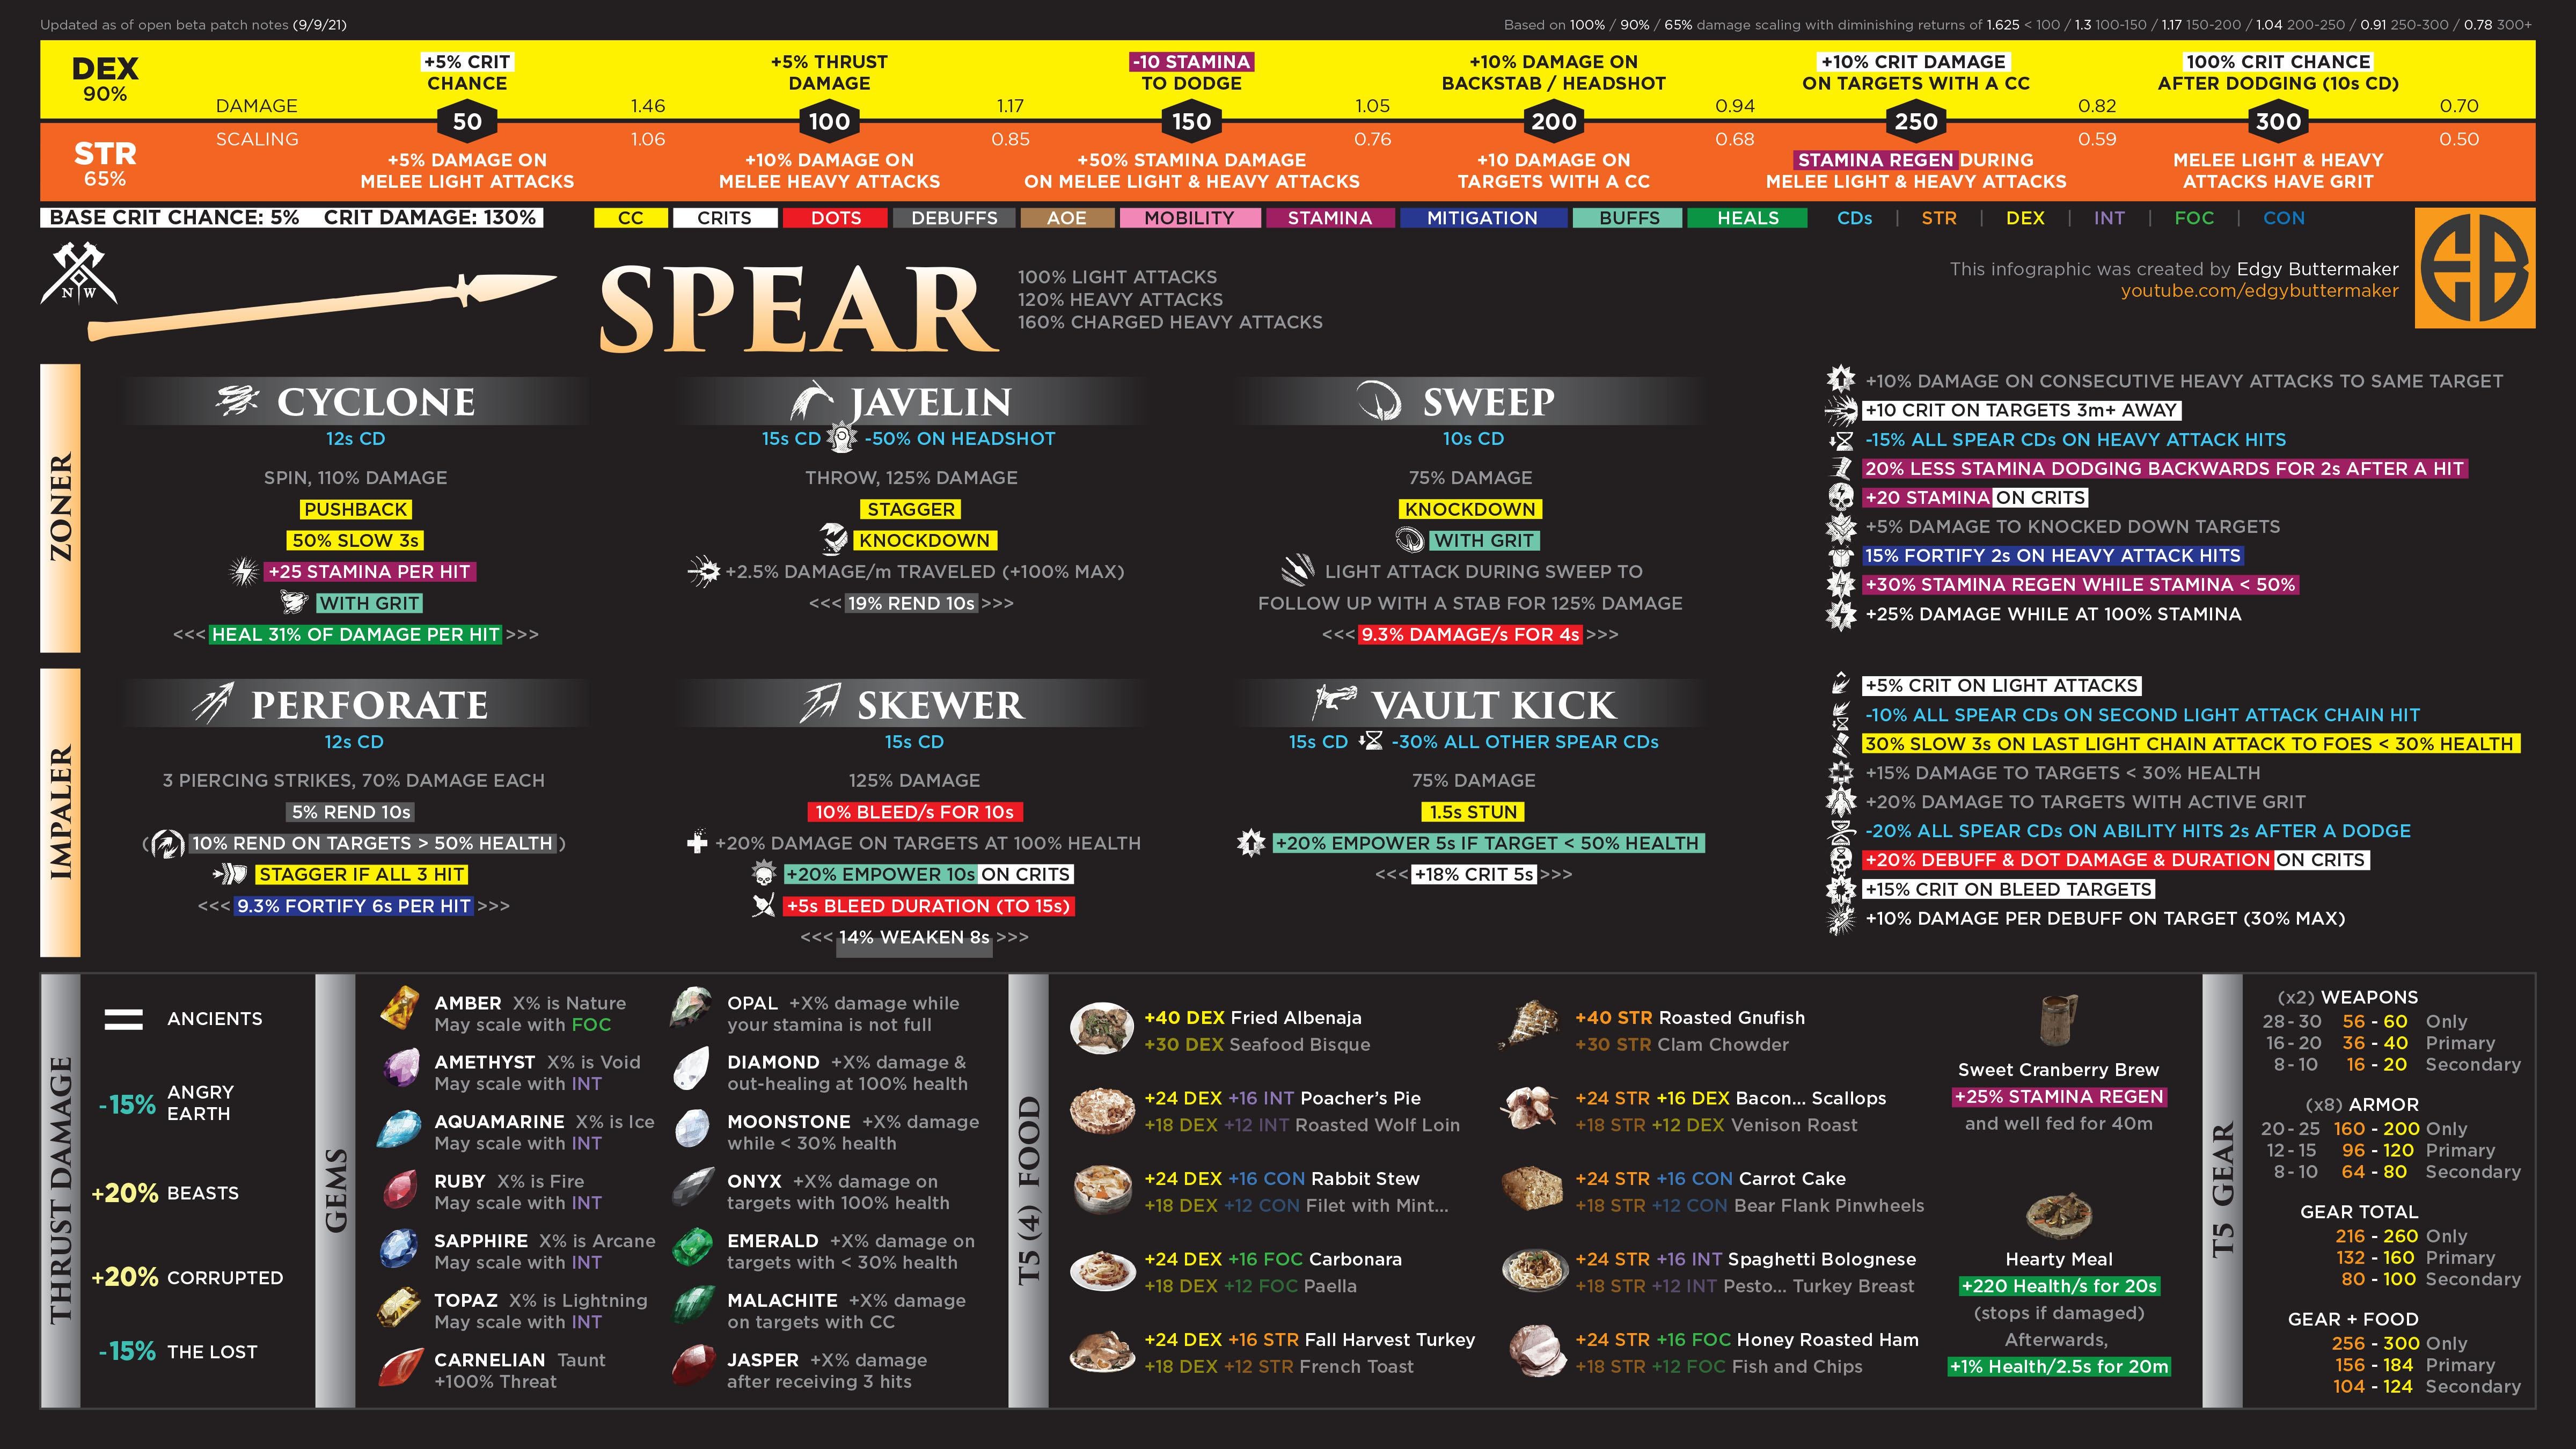 Updated as of open beta patch notes (9/9/21)
Based on 100% / 90% / 65% damage scaling with diminishing returns of 1.625 < 100 / 1.3 100-150 / 1.17 150-200 / 1.04 200-250 / 0.91 250-300 / 0.78 300+
DEX
90%
+5% CRIT
CHANCE
+5% THRUST
DAMAGE
-10 STAMINA
TO DODGE
+10% DAMAGE ON
BACKSTAB / HEADSHOT
+10% CRIT DAMAGE
ON TARGETS WITH A CC
100% CRIT CHANCE
AFTER DODGING (10s CD)
DAMAGE 1.46 1.17 1.05 0.94 0.82 0.70
50 100 150 200 250 300
SCALING 1.06 0.85 0.76 0.68 0.59 0.50
STR
65%
+5% DAMAGE ON
MELEE LIGHT ATTACKS
+10% DAMAGE ON
MELEE HEAVY ATTACKS
+50% STAMINA DAMAGE
ON MELEE LIGHT & HEAVY ATTACKS
+10 DAMAGE ON
TARGETS WITH A CC
STAMINA REGEN DURING
MELEE LIGHT & HEAVY ATTACKS
MELEE LIGHT & HEAVY
ATTACKS HAVE GRIT
BASE CRIT CHANCE: 5% CRIT DAMAGE: 130%
CC CRITS DOTS DEBUFFS AOE MOBILITY STAMINA MITIGATION BUFFS HEALS CDs | STR | DEX | INT | FOC | CON
N W
SPEAR
100% LIGHT ATTACKS
120% HEAVY ATTACKS
160% CHARGED HEAVY ATTACKS
This infographic was created by Edgy Buttermaker
youtube.com/edgybuttermaker
EB
ZONER
CYCLONE
12s CD
SPIN, 110% DAMAGE
PUSHBACK
50% SLOW 3s
+25 STAMINA PER HIT
WITH GRIT
<<< HEAL 31% OF DAMAGE PER HIT >>>
JAVELIN
15s CD -50% ON HEADSHOT
THROW, 125% DAMAGE
STAGGER
KNOCKDOWN
+2.5% DAMAGE/m TRAVELED (+100% MAX)
<<< 19% REND 10s >>>
SWEEP
10s CD
75% DAMAGE
KNOCKDOWN
WITH GRIT
LIGHT ATTACK DURING SWEEP TO
FOLLOW UP WITH A STAB FOR 125% DAMAGE
<<< 9.3% DAMAGE/s FOR 4s >>>
+10% DAMAGE ON CONSECUTIVE HEAVY ATTACKS TO SAME TARGET
+10 CRIT ON TARGETS 3m+ AWAY
-15% ALL SPEAR CDs ON HEAVY ATTACK HITS
20% LESS STAMINA DODGING BACKWARDS FOR 2s AFTER A HIT
+20 STAMINA ON CRITS
+5% DAMAGE TO KNOCKED DOWN TARGETS
15% FORTIFY 2s ON HEAVY ATTACK HITS
+30% STAMINA REGEN WHILE STAMINA < 50%
+25% DAMAGE WHILE AT 100% STAMINA
IMPALER
PERFORATE
12s CD
3 PIERCING STRIKES, 70% DAMAGE EACH
5% REND 10s
( 10% REND ON TARGETS > 50% HEALTH )
STAGGER IF ALL 3 HIT
<<< 9.3% FORTIFY 6s PER HIT >>>
SKEWER
15s CD
125% DAMAGE
10% BLEED/s FOR 10s
+20% DAMAGE ON TARGETS AT 100% HEALTH
+20% EMPOWER 10s ON CRITS
+5s BLEED DURATION (TO 15s)
<<< 14% WEAKEN 8s >>>
VAULT KICK
15s CD -30% ALL OTHER SPEAR CDs
75% DAMAGE
1.5s STUN
+20% EMPOWER 5s IF TARGET < 50% HEALTH
<<< +18% CRIT 5s >>>
+5% CRIT ON LIGHT ATTACKS
-10% ALL SPEAR CDs ON SECOND LIGHT ATTACK CHAIN HIT
30% SLOW 3s ON LAST LIGHT CHAIN ATTACK TO FOES < 30% HEALTH
+15% DAMAGE TO TARGETS < 30% HEALTH
+20% DAMAGE TO TARGETS WITH ACTIVE GRIT
-20% ALL SPEAR CDs ON ABILITY HITS 2s AFTER A DODGE
+20% DEBUFF & DOT DAMAGE & DURATION ON CRITS
+15% CRIT ON BLEED TARGETS
+10% DAMAGE PER DEBUFF ON TARGET (30% MAX)
THRUST DAMAGE
= ANCIENTS
-15% ANGRY
EARTH
+20% BEASTS
+20% CORRUPTED
-15% THE LOST
GEMS
AMBER X% is Nature
May scale with FOC
AMETHYST X% is Void
May scale with INT
AQUAMARINE X% is Ice
May scale with INT
RUBY X% is Fire
May scale with INT
SAPPHIRE X% is Arcane
May scale with INT
TOPAZ X% is Lightning
May scale with INT
CARNELIAN Taunt
+100% Threat
OPAL +X% damage while
your stamina is not full
DIAMOND +X% damage &
out-healing at 100% health
MOONSTONE +X% damage
while < 30% health
ONYX +X% damage on
targets with 100% health
EMERALD +X% damage on
targets with < 30% health
MALACHITE +X% damage
on targets with CC
JASPER +X% damage
after receiving 3 hits
T5 (4) FOOD
+40 DEX Fried Albenaja
+30 DEX Seafood Bisque
+24 DEX +16 INT Poacher's Pie
+18 DEX +12 INT Roasted Wolf Loin
+24 DEX +16 CON Rabbit Stew
+18 DEX +12 CON Filet with Mint...
+24 DEX +16 FOC Carbonara
+18 DEX +12 FOC Paella
+24 DEX +16 STR Fall Harvest Turkey
+18 DEX +12 STR French Toast
+40 STR Roasted Gnufish
+30 STR Clam Chowder
+24 STR +16 DEX Bacon... Scallops
+18 STR +12 DEX Venison Roast
+24 STR +16 CON Carrot Cake
+18 STR +12 CON Bear Flank Pinwheels
+24 STR +16 INT Spaghetti Bolognese
+18 STR +12 INT Pesto... Turkey Breast
+24 STR +16 FOC Honey Roasted Ham
+18 STR +12 FOC Fish and Chips
Sweet Cranberry Brew
+25% STAMINA REGEN
and well fed for 40m
Hearty Meal
+220 Health/s for 20s
(stops if damaged)
Afterwards,
+1% Health/2.5s for 20m
T5 GEAR
(x2) WEAPONS
28-30 56 - 60 Only
16-20 36 - 40 Primary
8-10 16 - 20 Secondary
(x8) ARMOR
20-25 160 - 200 Only
12-15 96 - 120 Primary
8-10 64 - 80 Secondary
GEAR TOTAL
216 - 260 Only
132 - 160 Primary
80 - 100 Secondary
GEAR + FOOD
256 - 300 Only
156 - 184 Primary
104 - 124 Secondary